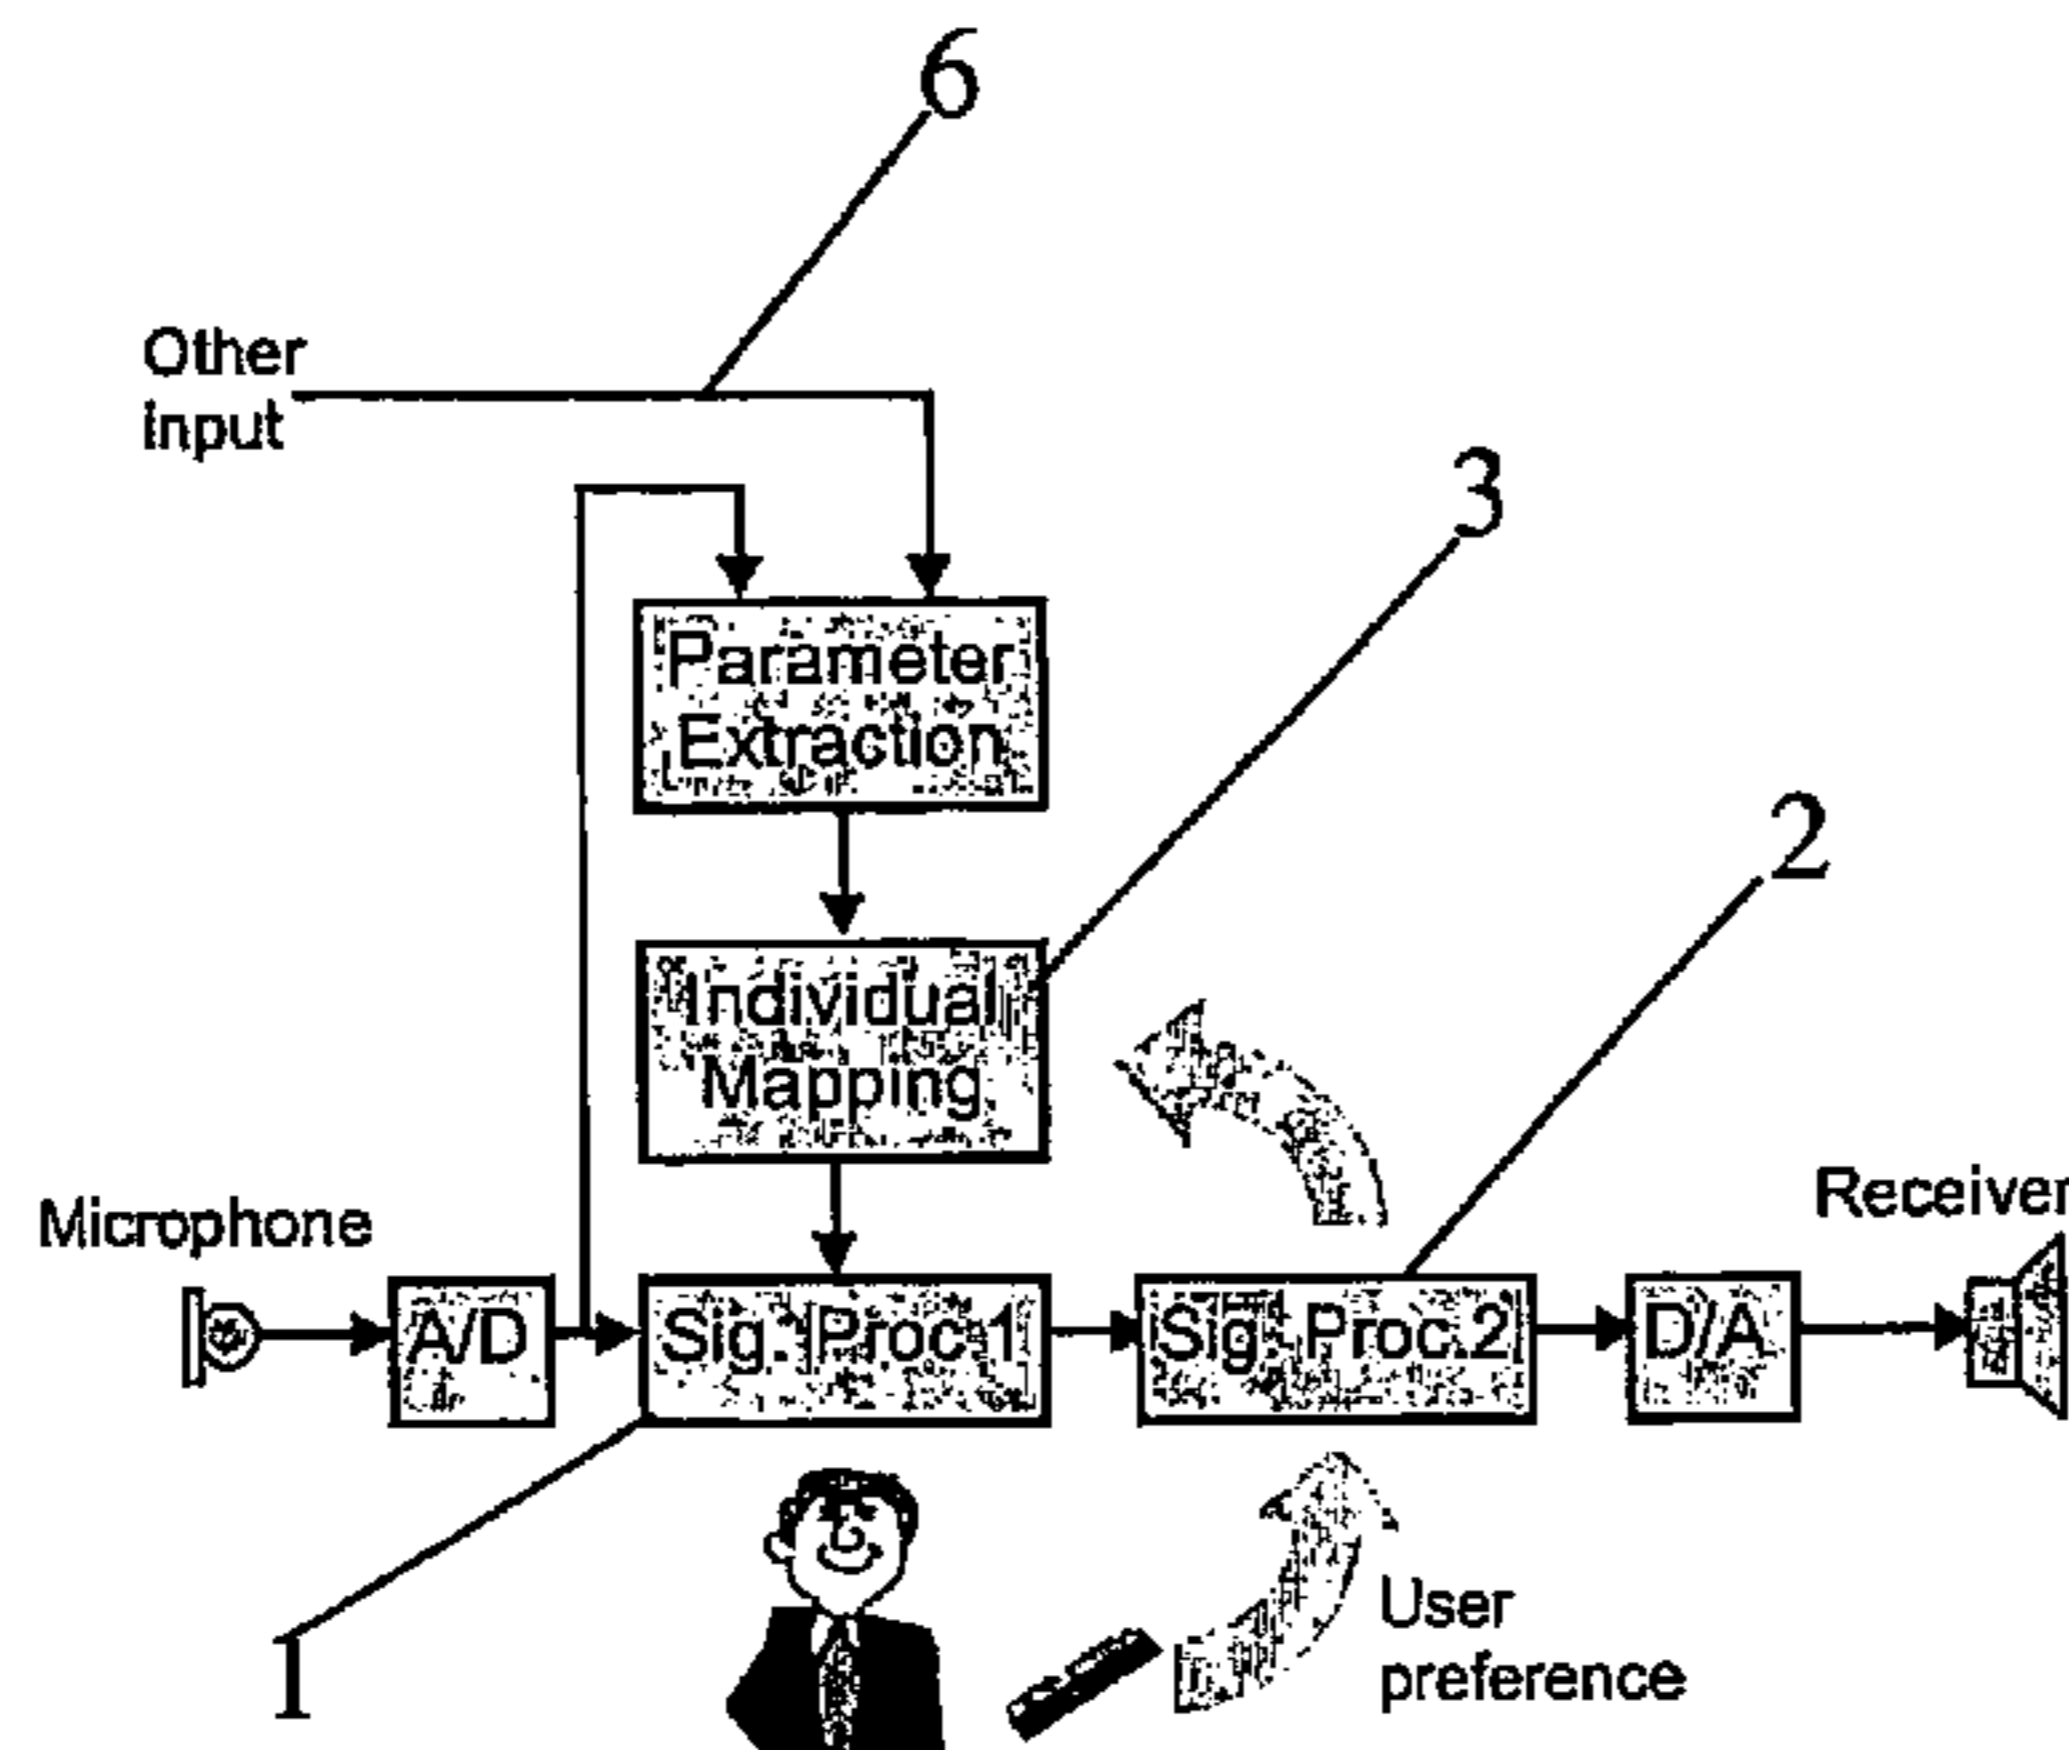 6
Other
input
3
Parameter
Extraction
2
Individual
Mapping
Microphone
Receiver
A/D
Sig. Proc.1
Sig. Proc.2
D/A
1
User
preference